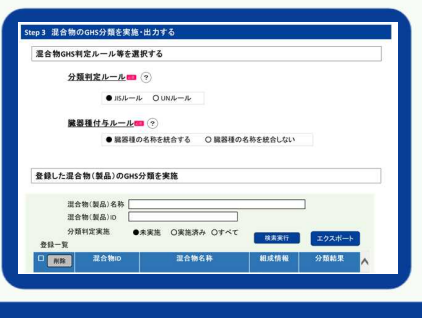 Step 3 混合物のGHS分類を実施・出力する
混合物GHS判定ルール等を選択する
分類判定ルール ?
● JISルール ○ UNルール
臓器種付与ルール ?
● 臓器種の名称を統合する ○ 臓器種の名称を統合しない
登録した混合物（製品）のGHS分類を実施
混合物（製品）名称
混合物（製品）ID
分類判定実施 ●未実施 ○実施済み ○すべて 検索実行 エクスポート
登録一覧
削除 混合物ID 混合物名称 組成情報 分類結果